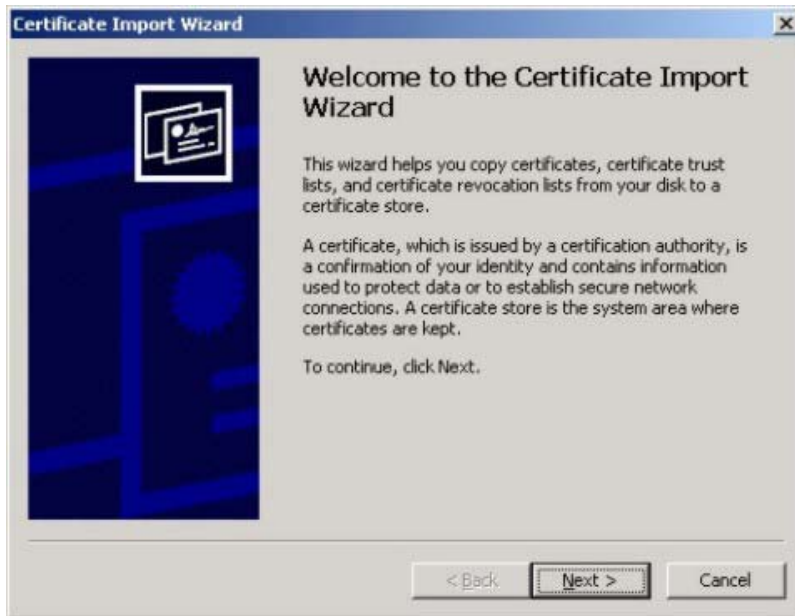 Certificate Import Wizard
Welcome to the Certificate Import
Wizard
This wizard helps you copy certificates, certificate trust
lists, and certificate revocation lists from your disk to a
certificate store.
A certificate, which is issued by a certification authority, is
a confirmation of your identity and contains information
used to protect data or to establish secure network
connections. A certificate store is the system area where
certificates are kept.
To continue, click Next.
< Back
Next >
Cancel